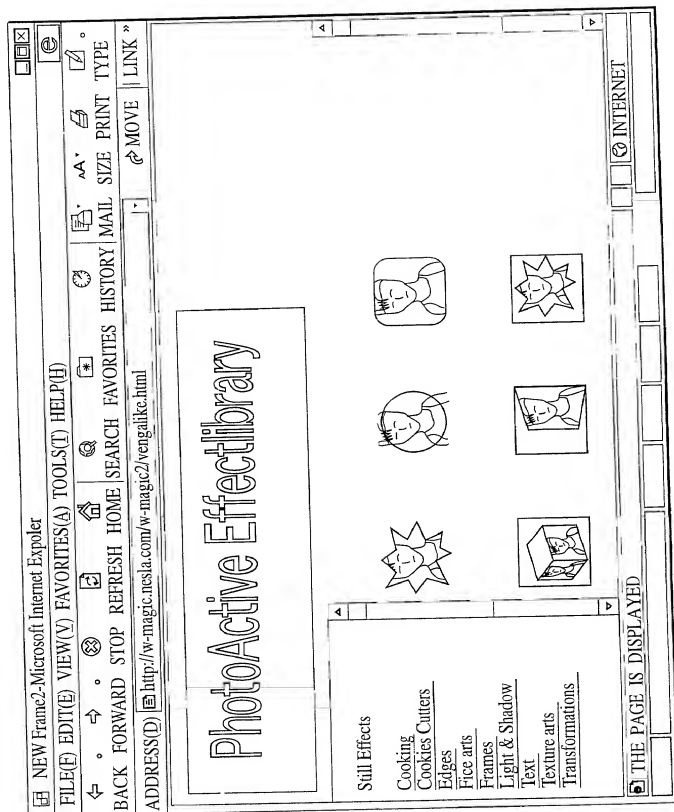 NEW Frame2-Microsoft Internet Expoler
FILE(F) EDIT(E) VIEW(V) FAVORITES(A) TOOLS(T) HELP(H)
BACK FORWARD STOP REFRESH HOME SEARCH FAVORITES HISTORY MAIL SIZE PRINT TYPE
ADDRESS(D) http://w-magic.nesla.com/w-magic2/vengalike.html MOVE LINK »
PhotoActive Effectlibrary
Still Effects
Cooking
Cookies Cutters
Edges
Fice arts
Frames
Light & Shadow
Text
Texture arts
Transformations
THE PAGE IS DISPLAYED INTERNET